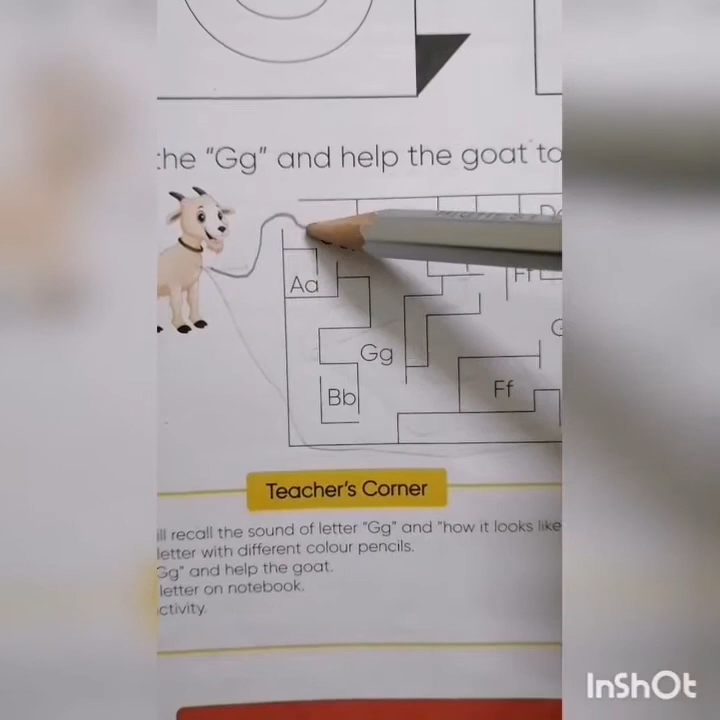 he "Gg" and help the goat to
Aa
Gg
Bb
Ff
Teacher's Corner
ill recall the sound of letter "Gg" and "how it looks like
letter with different colour pencils.
Gg" and help the goat.
letter on notebook.
ctivity.
InShOt